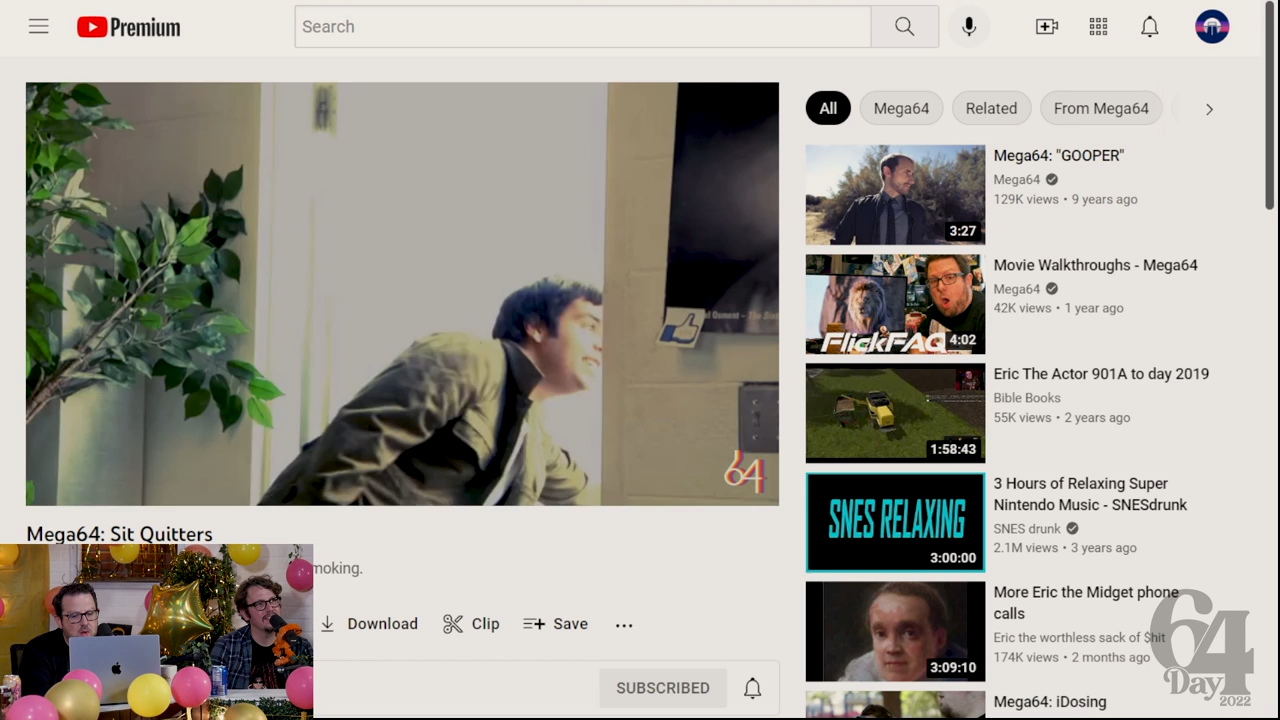 Premium
Search
All
Mega64
Related
From Mega64
Mega64: "GOOPER"
Mega64
129K views • 9 years ago
3:27
Movie Walkthroughs - Mega64
Mega64
42K views • 1 year ago
FlickFAQ
4:02
Eric The Actor 901A to day 2019
Bible Books
55K views • 2 years ago
1:58:43
3 Hours of Relaxing Super
Nintendo Music - SNESdrunk
SNES drunk
2.1M views • 3 years ago
SNES RELAXING
3:00:00
More Eric the Midget phone
calls
Eric the worthless sack of $hit
174K views • 2 months ago
3:09:10
Mega64: iDosing
64
Mega64: Sit Quitters
moking.
Download
Clip
Save
SUBSCRIBED
64
Day
2022